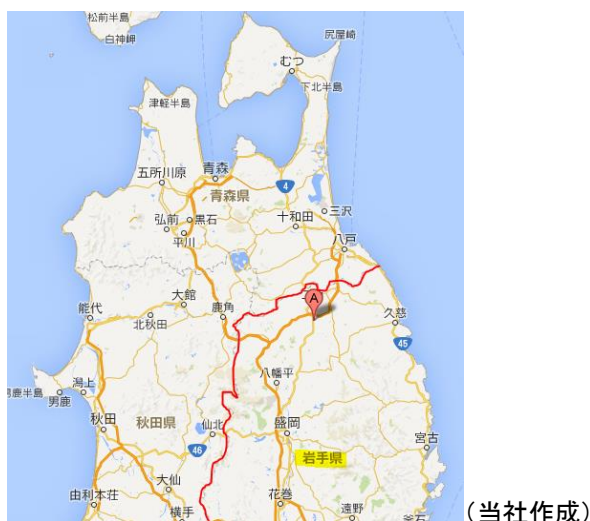 松前半島
白神岬
尻屋崎
むつ
下北半島
津軽半島
五所川原
青森
4
青森県
三沢
十和田
弘前
黒石
平川
八戸
A
大館
鹿角
能代
北秋田
久慈
45
八幡平
潟上
男鹿半島
男鹿
秋田
秋田県
仙北
46
盛岡
岩手県
宮古
大仙
由利本荘
横手
花巻
遠野
釜石
(当社作成)